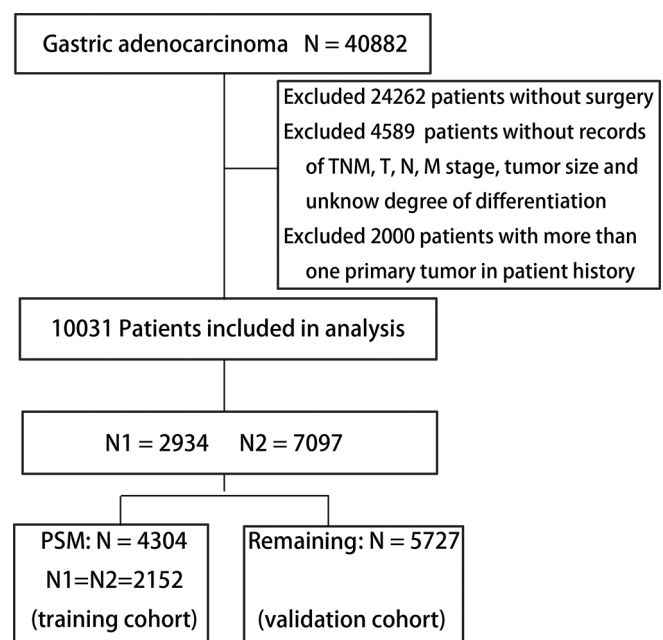 Gastric adenocarcinoma N = 40882
Excluded 24262 patients without surgery
Excluded 4589 patients without records
of TNM, T, N, M stage, tumor size and
unknow degree of differentiation
Excluded 2000 patients with more than
one primary tumor in patient history
10031 Patients included in analysis
N1 = 2934 N2 = 7097
PSM: N = 4304
N1=N2=2152
(training cohort)
Remaining: N = 5727
(validation cohort)